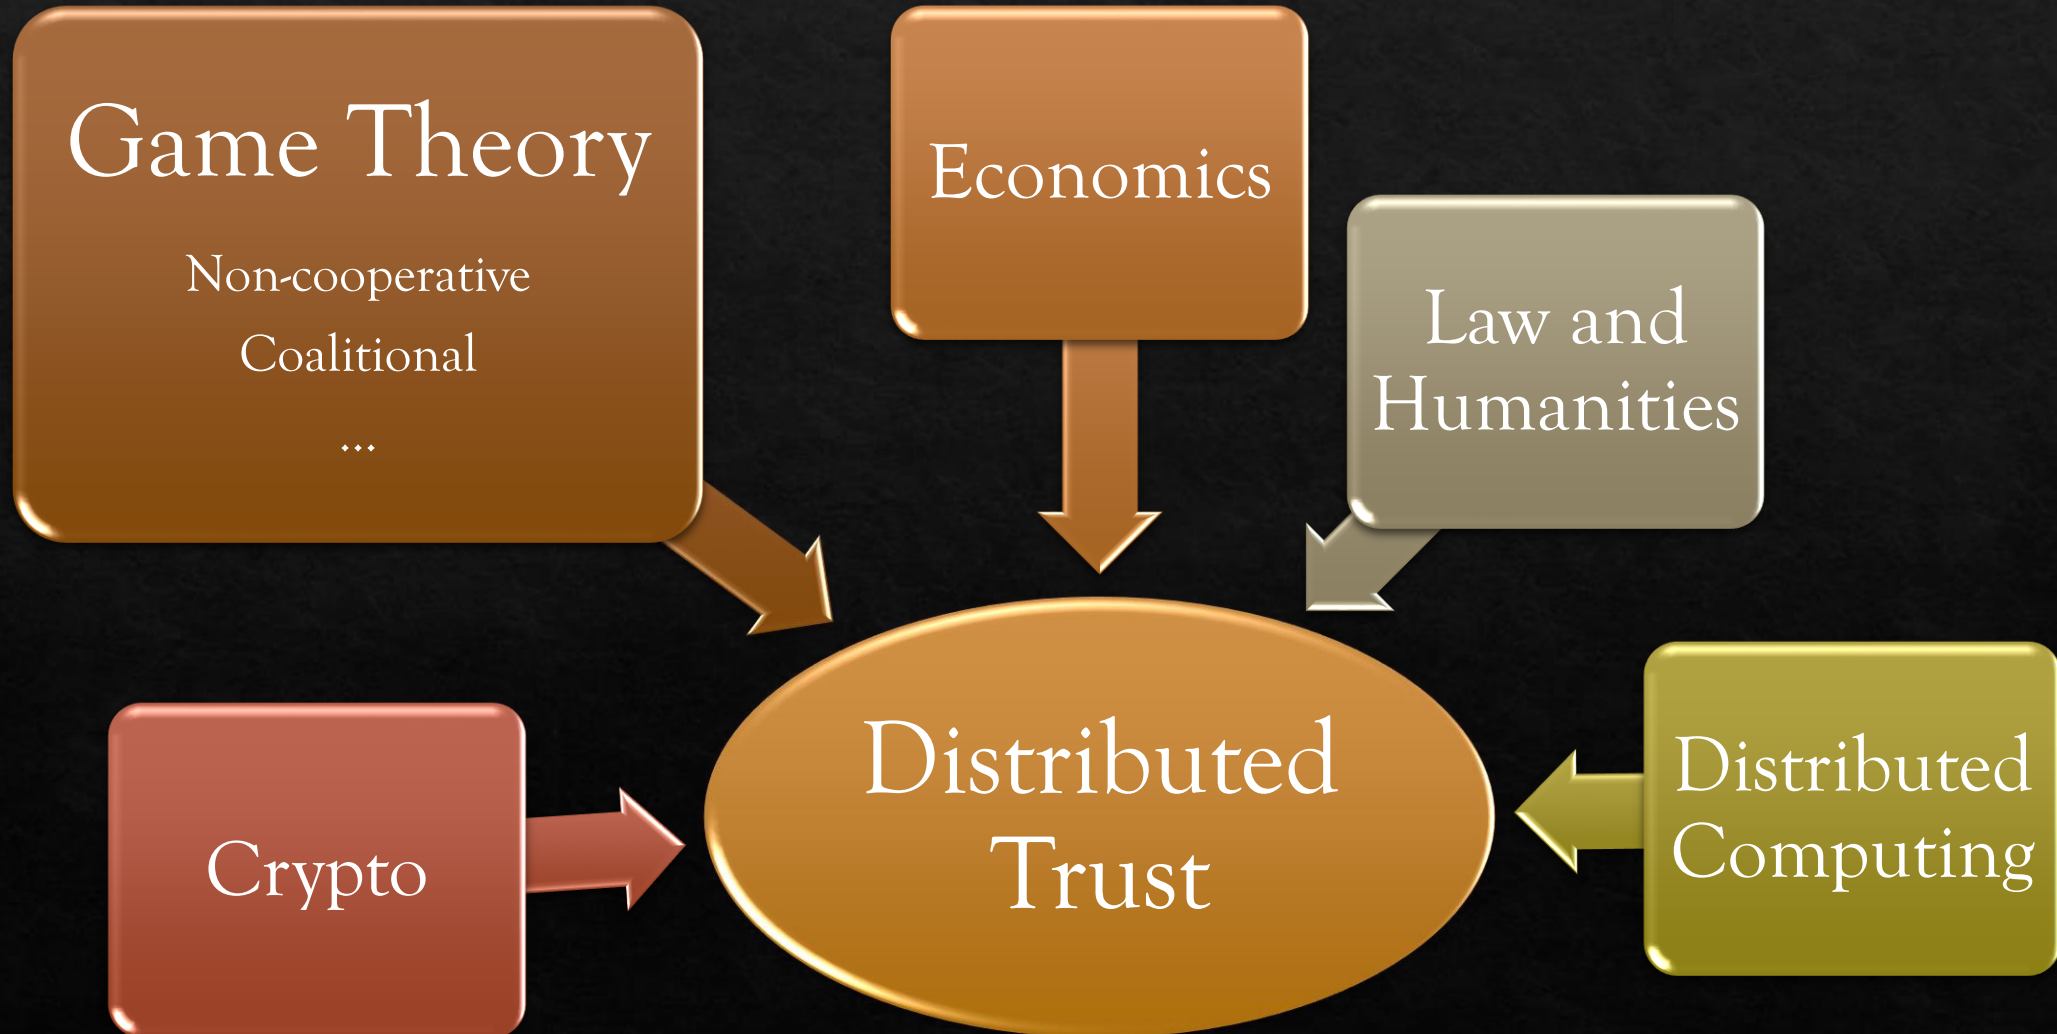 Game Theory
Non-cooperative
Coalitional
...
Economics
Law and
Humanities
Crypto
Distributed
Trust
Distributed
Computing